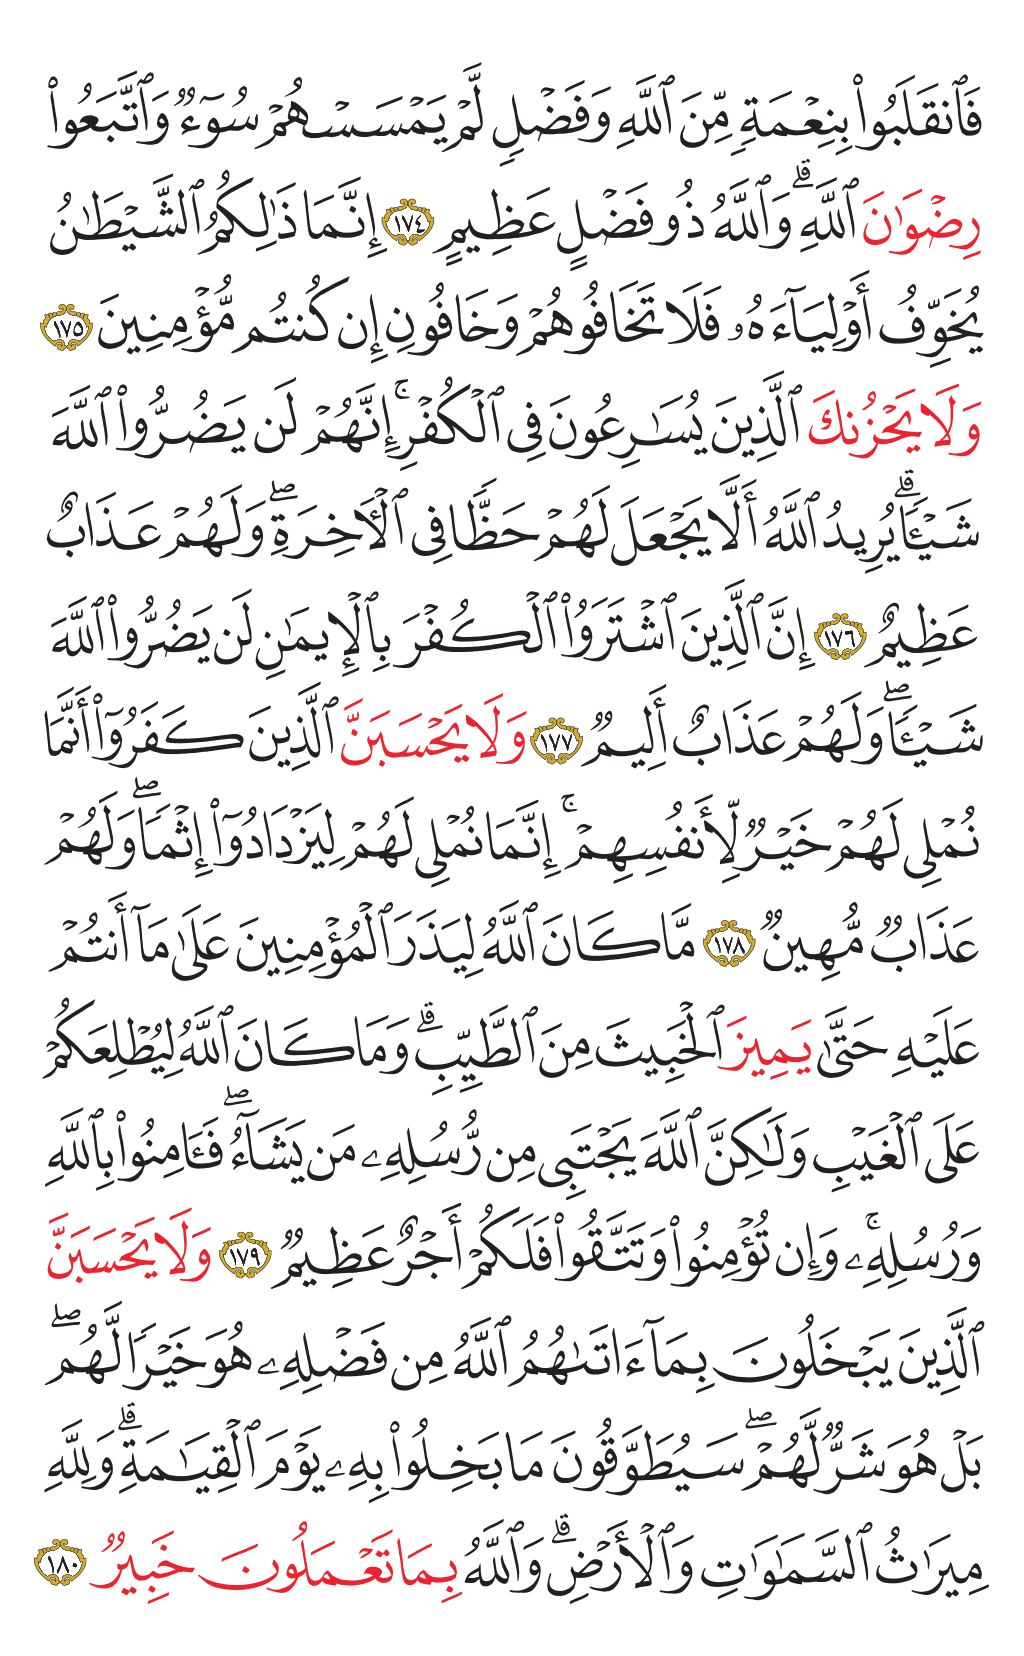 فَٱنقَلَبُوا۟ بِنِعْمَةٍۢ مِّنَ ٱللَّهِ وَفَضْلٍۢ لَّمْ يَمْسَسْهُمْ سُوٓءٌۭ وَٱتَّبَعُوا۟
رِضْوَٰنَ ٱللَّهِ ۗ وَٱللَّهُ ذُو فَضْلٍ عَظِيمٍ ١٧٤ إِنَّمَا ذَٰلِكُمُ ٱلشَّيْطَٰنُ
يُخَوِّفُ أَوْلِيَآءَهُۥ فَلَا تَخَافُوهُمْ وَخَافُونِ إِن كُنتُم مُّؤْمِنِينَ ١٧٥
وَلَا يَحْزُنكَ ٱلَّذِينَ يُسَٰرِعُونَ فِى ٱلْكُفْرِ ۚ إِنَّهُمْ لَن يَضُرُّوا۟ ٱللَّهَ
شَيْـًۭٔا ۗ يُرِيدُ ٱللَّهُ أَلَّا يَجْعَلَ لَهُمْ حَظًّۭا فِى ٱلْـَٔاخِرَةِ ۖ وَلَهُمْ عَذَابٌ
عَظِيمٌ ١٧٦ إِنَّ ٱلَّذِينَ ٱشْتَرَوُا۟ ٱلْكُفْرَ بِٱلْإِيمَٰنِ لَن يَضُرُّوا۟ ٱللَّهَ
شَيْـًۭٔا ۖ وَلَهُمْ عَذَابٌ أَلِيمٌۭ ١٧٧ وَلَا يَحْسَبَنَّ ٱلَّذِينَ كَفَرُوٓا۟ أَنَّمَا
نُمْلِى لَهُمْ خَيْرٌۭ لِّأَنفُسِهِمْ ۚ إِنَّمَا نُمْلِى لَهُمْ لِيَزْدَادُوٓا۟ إِثْمًۭا ۖ وَلَهُمْ
عَذَابٌۭ مُّهِينٌۭ ١٧٨ مَّا كَانَ ٱللَّهُ لِيَذَرَ ٱلْمُؤْمِنِينَ عَلَىٰ مَآ أَنتُمْ
عَلَيْهِ حَتَّىٰ يَمِيزَ ٱلْخَبِيثَ مِنَ ٱلطَّيِّبِ ۗ وَمَا كَانَ ٱللَّهُ لِيُطْلِعَكُمْ
عَلَى ٱلْغَيْبِ وَلَٰكِنَّ ٱللَّهَ يَجْتَبِى مِن رُّسُلِهِۦ مَن يَشَآءُ ۖ فَـَٔامِنُوا۟ بِٱللَّهِ
وَرُسُلِهِۦ ۚ وَإِن تُؤْمِنُوا۟ وَتَتَّقُوا۟ فَلَكُمْ أَجْرٌ عَظِيمٌۭ ١٧٩ وَلَا يَحْسَبَنَّ
ٱلَّذِينَ يَبْخَلُونَ بِمَآ ءَاتَىٰهُمُ ٱللَّهُ مِن فَضْلِهِۦ هُوَ خَيْرًۭا لَّهُم ۖ
بَلْ هُوَ شَرٌّۭ لَّهُمْ ۖ سَيُطَوَّقُونَ مَا بَخِلُوا۟ بِهِۦ يَوْمَ ٱلْقِيَٰمَةِ ۗ وَلِلَّهِ
مِيرَٰثُ ٱلسَّمَٰوَٰتِ وَٱلْأَرْضِ ۗ وَٱللَّهُ بِمَا تَعْمَلُونَ خَبِيرٌۭ ١٨٠